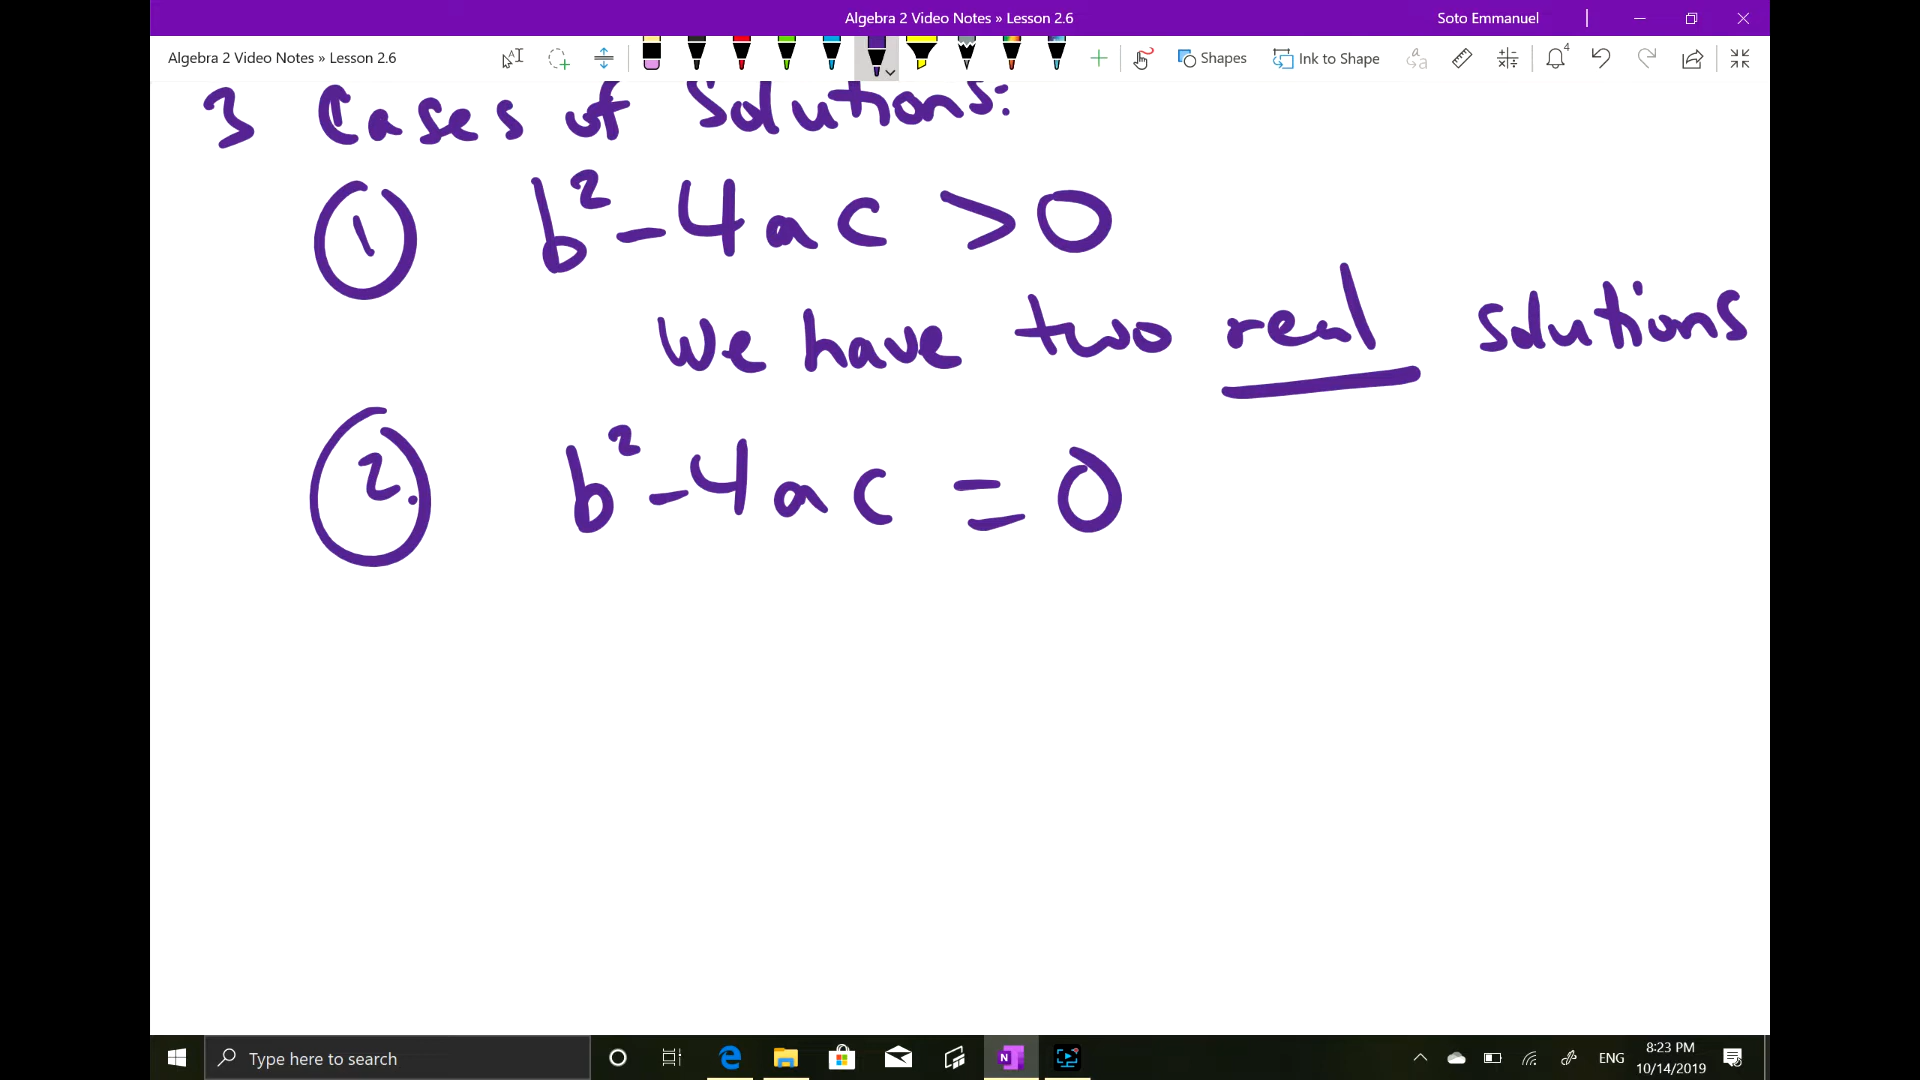 Algebra 2 Video Notes » Lesson 2.6
Soto Emmanuel
Algebra 2 Video Notes » Lesson 2.6
Shapes
Ink to Shape
4
3 Cases of Solutions:
① b² - 4ac > 0
We have two real solutions
②. b² - 4ac = 0
Type here to search
ENG
8:23 PM
10/14/2019